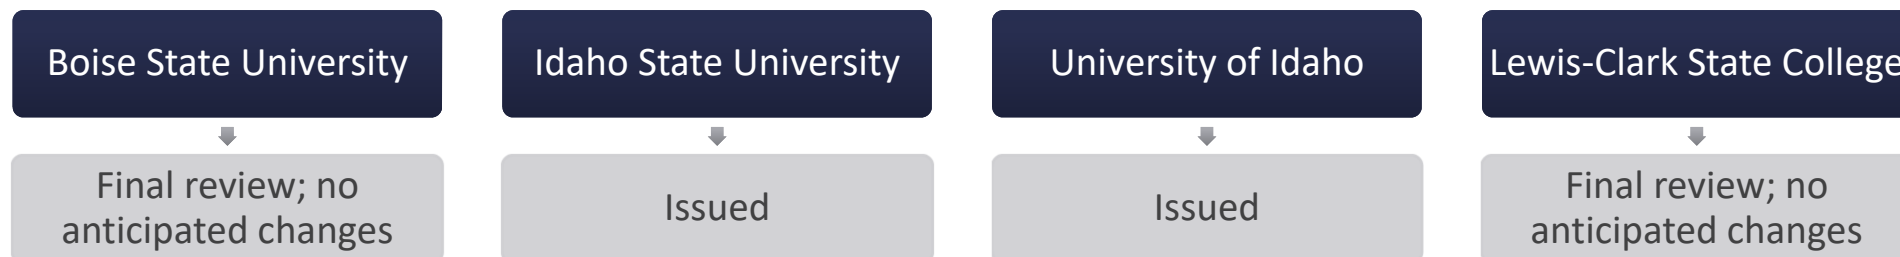 Boise State University
Final review; no
anticipated changes
Idaho State University
Issued
University of Idaho
Issued
Lewis-Clark State College
Final review; no
anticipated changes